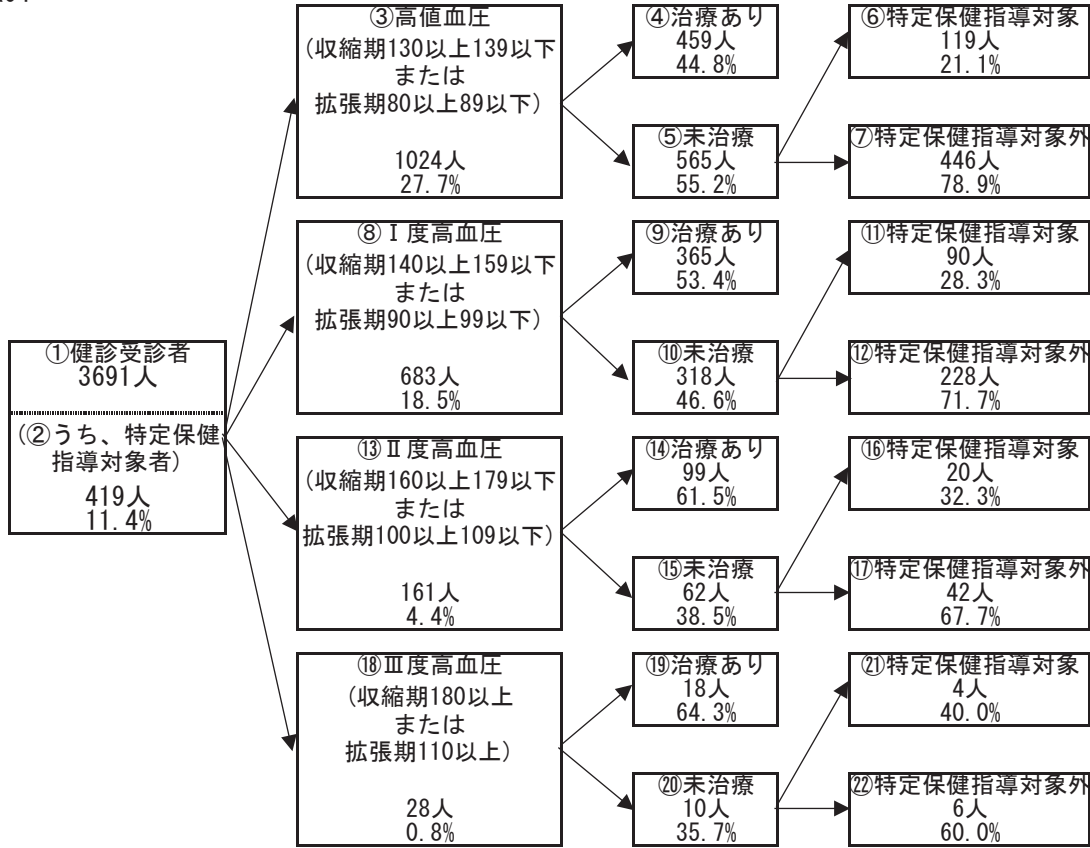 ①健診受診者
3691人
(②うち、特定保健
指導対象者)
419人
11.4%
③高値血圧
(収縮期130以上139以下
または
拡張期80以上89以下)
1024人
27.7%
④治療あり
459人
44.8%
⑤未治療
565人
55.2%
⑥特定保健指導対象
119人
21.1%
⑦特定保健指導対象外
446人
78.9%
⑧Ⅰ度高血圧
(収縮期140以上159以下
または
拡張期90以上99以下)
683人
18.5%
⑨治療あり
365人
53.4%
⑩未治療
318人
46.6%
⑪特定保健指導対象
90人
28.3%
⑫特定保健指導対象外
228人
71.7%
⑬Ⅱ度高血圧
(収縮期160以上179以下
または
拡張期100以上109以下)
161人
4.4%
⑭治療あり
99人
61.5%
⑮未治療
62人
38.5%
⑯特定保健指導対象
20人
32.3%
⑰特定保健指導対象外
42人
67.7%
⑱Ⅲ度高血圧
(収縮期180以上
または
拡張期110以上)
28人
0.8%
⑲治療あり
18人
64.3%
⑳未治療
10人
35.7%
㉑特定保健指導対象
4人
40.0%
㉒特定保健指導対象外
6人
60.0%